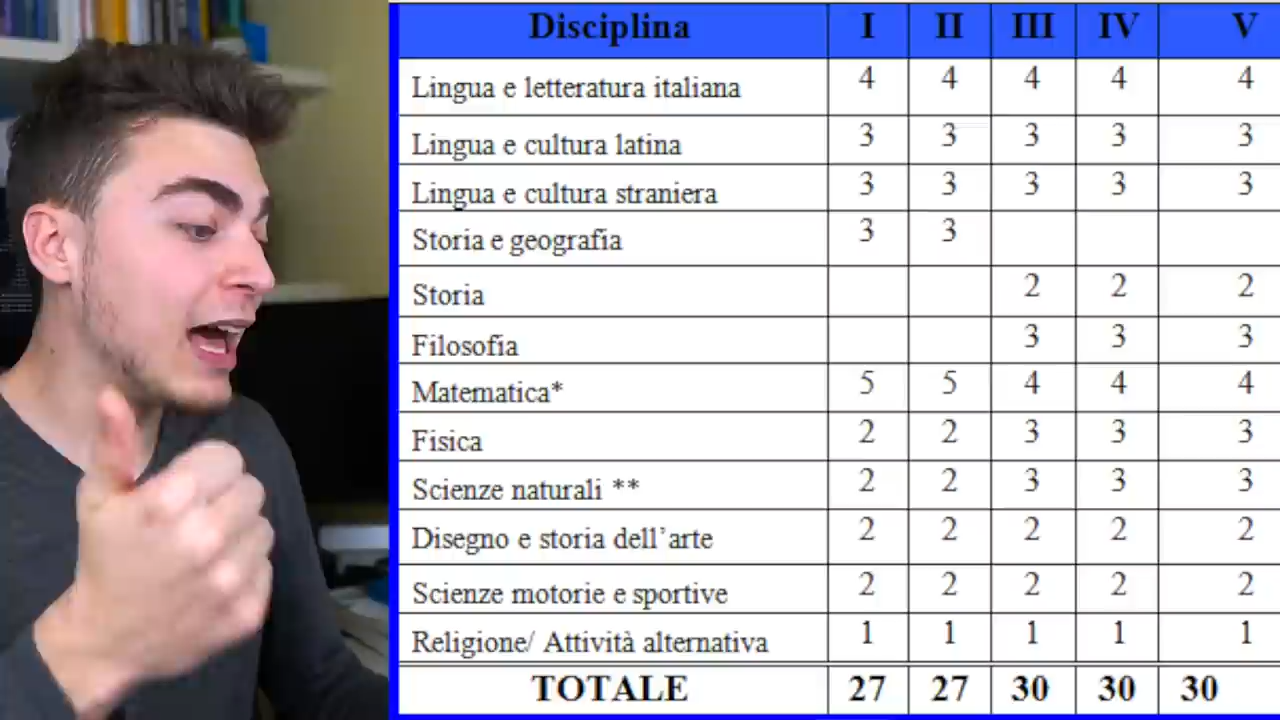 Disciplina I II III IV V
Lingua e letteratura italiana 4 4 4 4 4
Lingua e cultura latina 3 3 3 3 3
Lingua e cultura straniera 3 3 3 3 3
Storia e geografia 3 3
Storia 2 2 2
Filosofia 3 3 3
Matematica* 5 5 4 4 4
Fisica 2 2 3 3 3
Scienze naturali ** 2 2 3 3 3
Disegno e storia dell’arte 2 2 2 2 2
Scienze motorie e sportive 2 2 2 2 2
Religione/ Attività alternativa 1 1 1 1 1
TOTALE 27 27 30 30 30